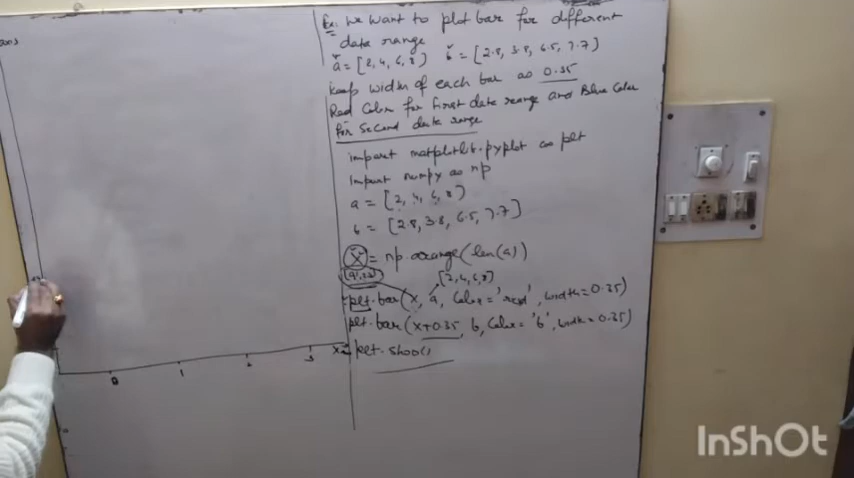 Ex: We want to plot bar for different
data range
a = [2, 4, 6, 8] b = [2.8, 3.8, 6.5, 7.7]
Keep width of each bar as 0.35
Red Color for First data range and Blue Color
for Second data range
import matplotlib.pyplot as plt
Import numpy as np
a = [2, 4, 6, 8]
b = [2.8, 3.8, 6.5, 7.7]
X = np.arange(len(a))
[2, 4, 6, 8]
plt.bar(x, a, Color = 'red', width = 0.35)
plt.bar(x+0.35, b, Color = 'b', width = 0.35)
plt.show()
0 1 2 3 X
InShOt